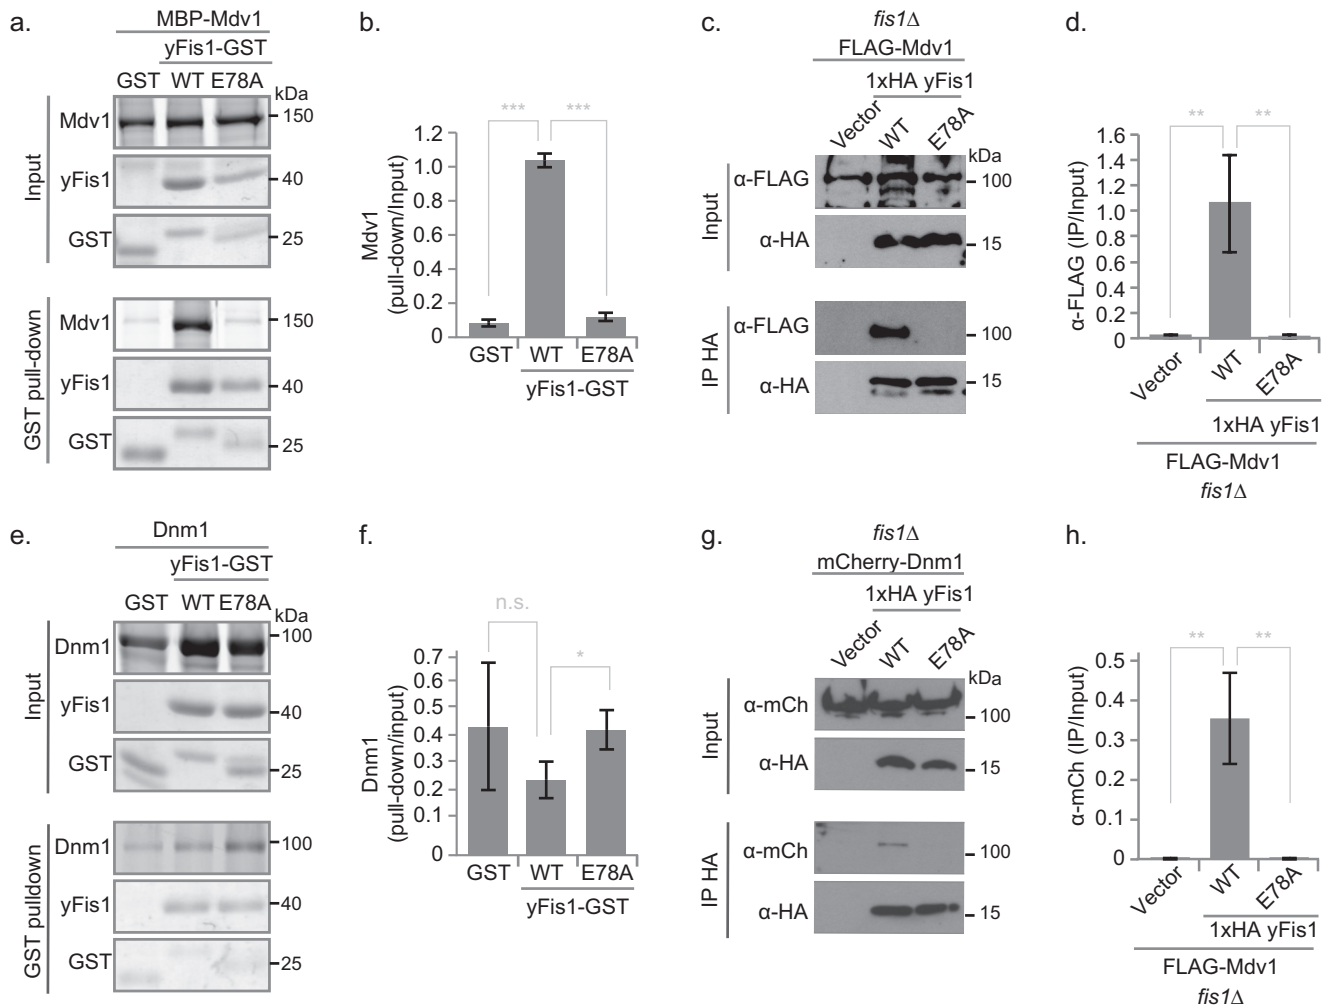 a.
MBP-Mdv1
yFis1-GST
GST WT E78A
kDa
Input
Mdv1
150
yFis1
40
GST
25
GST pull-down
Mdv1
150
yFis1
40
GST
25
b.
*** ***
Mdv1
(pull-down/Input)
1.2
1.0
0.8
0.6
0.4
0.2
0
GST WT E78A
yFis1-GST
c.
fis1Δ
FLAG-Mdv1
1xHA yFis1
Vector WT E78A
kDa
Input
α-FLAG
100
α-HA
15
IP HA
α-FLAG
100
α-HA
15
d.
** **
α-FLAG (IP/Input)
1.6
1.4
1.2
1.0
0.8
0.6
0.4
0.2
0
Vector WT E78A
1xHA yFis1
FLAG-Mdv1
fis1Δ
e.
Dnm1
yFis1-GST
GST WT E78A
kDa
Input
Dnm1
100
yFis1
40
GST
25
GST pulldown
Dnm1
100
yFis1
40
GST
25
f.
n.s.
*
Dnm1
(pull-down/input)
0.7
0.6
0.5
0.4
0.3
0.2
0.1
0
GST WT E78A
yFis1-GST
g.
fis1Δ
mCherry-Dnm1
1xHA yFis1
Vector WT E78A
kDa
Input
α-mCh
100
α-HA
15
IP HA
α-mCh
100
α-HA
15
h.
** **
α-mCh (IP/Input)
0.5
0.4
0.3
0.2
0.1
0
Vector WT E78A
1xHA yFis1
FLAG-Mdv1
fis1Δ